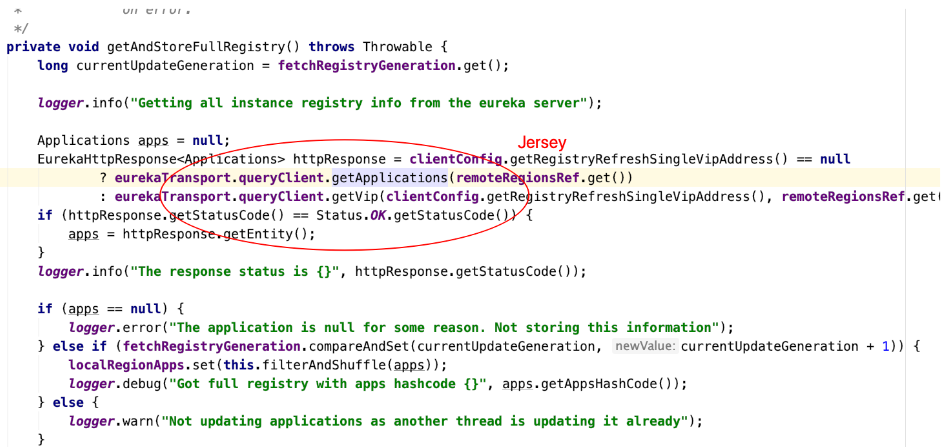 * on error.
*/
private void getAndStoreFullRegistry() throws Throwable {
long currentUpdateGeneration = fetchRegistryGeneration.get();
logger.info("Getting all instance registry info from the eureka server");
Applications apps = null;
Jersey
EurekaHttpResponse<Applications> httpResponse = clientConfig.getRegistryRefreshSingleVipAddress() == null
? eurekaTransport.queryClient.getApplications(remoteRegionsRef.get())
: eurekaTransport.queryClient.getVip(clientConfig.getRegistryRefreshSingleVipAddress(), remoteRegionsRef.get(
if (httpResponse.getStatusCode() == Status.OK.getStatusCode()) {
apps = httpResponse.getEntity();
}
logger.info("The response status is {}", httpResponse.getStatusCode());
if (apps == null) {
logger.error("The application is null for some reason. Not storing this information");
} else if (fetchRegistryGeneration.compareAndSet(currentUpdateGeneration, newValue: currentUpdateGeneration + 1)) {
localRegionApps.set(this.filterAndShuffle(apps));
logger.debug("Got full registry with apps hashcode {}", apps.getAppsHashCode());
} else {
logger.warn("Not updating applications as another thread is updating it already");
}